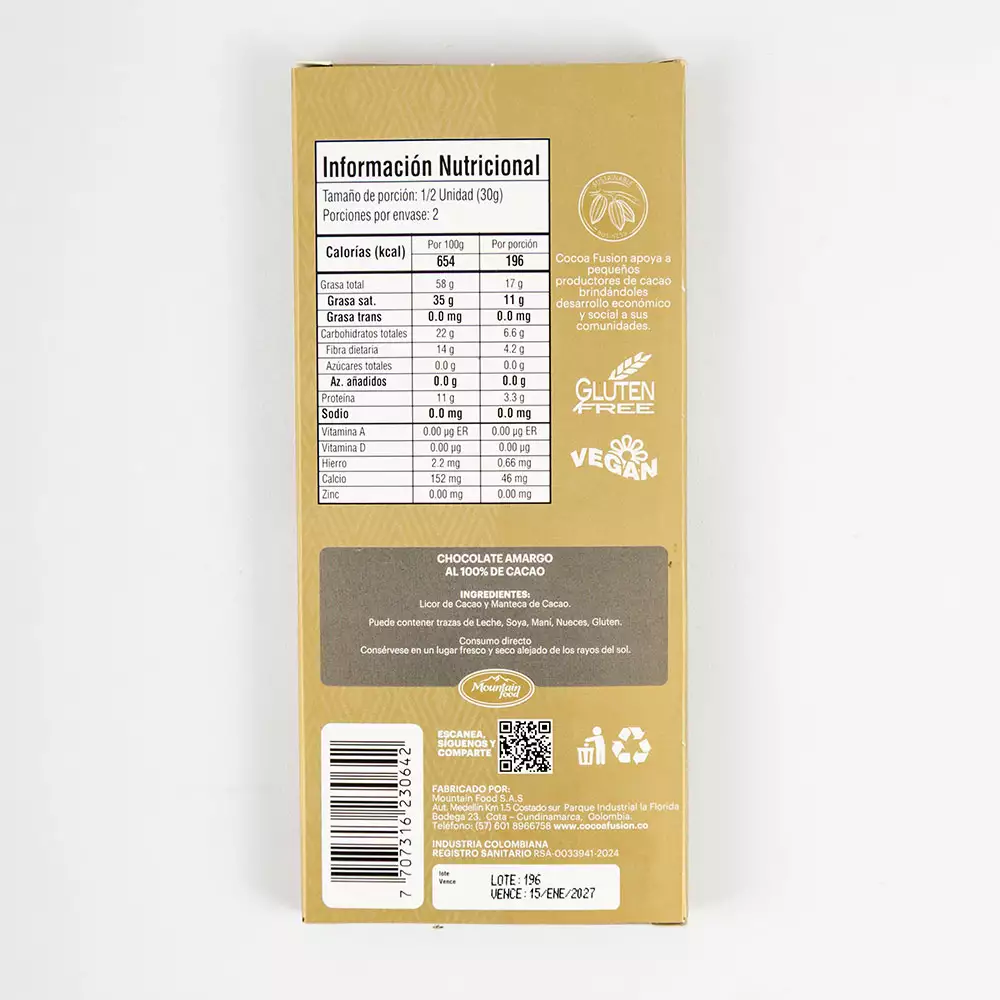 Información Nutricional
Tamaño de porción: 1/2 Unidad (30g)
Porciones por envase: 2
Calorías (kcal) Por 100g Por porción
654 196
Grasa total 58 g 17 g
Grasa sat. 35 g 11 g
Grasa trans 0.0 mg 0.0 mg
Carbohidratos totales 22 g 6.6 g
Fibra dietaria 14 g 4.2 g
Azúcares totales 0.0 g 0.0 g
Az. añadidos 0.0 g 0.0 g
Proteína 11 g 3.3 g
Sodio 0.0 mg 0.0 mg
Vitamina A 0.00 µg ER 0.00 µg ER
Vitamina D 0.00 µg 0.00 µg
Hierro 2.2 mg 0.66 mg
Calcio 152 mg 46 mg
Zinc 0.00 mg 0.00 mg
SUSTAINABLE
BUSINESS
Cocoa Fusion apoya a
pequeños
productores de cacao
brindándoles
desarrollo económico
y social a sus
comunidades.
GLUTEN
FREE
VEGAN
CHOCOLATE AMARGO
AL 100% DE CACAO
INGREDIENTES:
Licor de Cacao y Manteca de Cacao.
Puede contener trazas de Leche, Soya, Maní, Nueces, Gluten.
Consumo directo
Consérvese en un lugar fresco y seco alejado de los rayos del sol.
Mountain
food
ESCANEA,
SÍGUENOS Y
COMPARTE
FABRICADO POR:
Mountain Food S.A.S
Aut. Medellín Km 1.5 Costado sur Parque Industrial la Florida
Bodega 23. Cota - Cundinamarca, Colombia.
Teléfono: (57) 601 8966758 www.cocoafusion.co
INDUSTRIA COLOMBIANA
REGISTRO SANITARIO RSA-0033941-2024
lote
Vence
LOTE: 196
VENCE: 15/ENE/2027
7 707316 230642